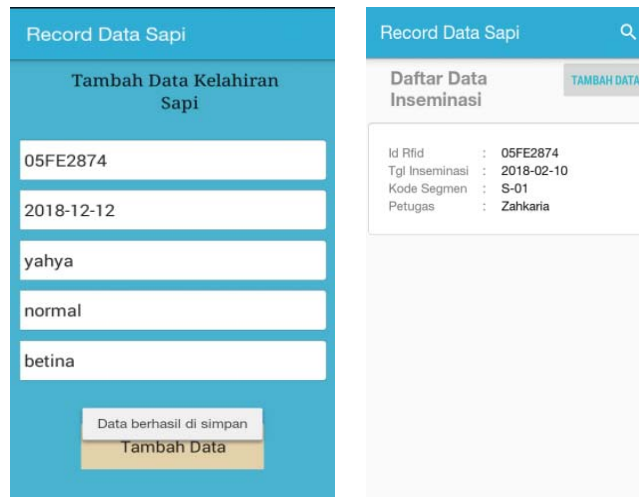 Record Data Sapi
Tambah Data Kelahiran
Sapi
05FE2874
2018-12-12
yahya
normal
betina
Data berhasil di simpan
Tambah Data
Record Data Sapi
Daftar Data
Inseminasi
TAMBAH DATA
Id Rfid : 05FE2874
Tgl Inseminasi : 2018-02-10
Kode Segmen : S-01
Petugas : Zahkaria